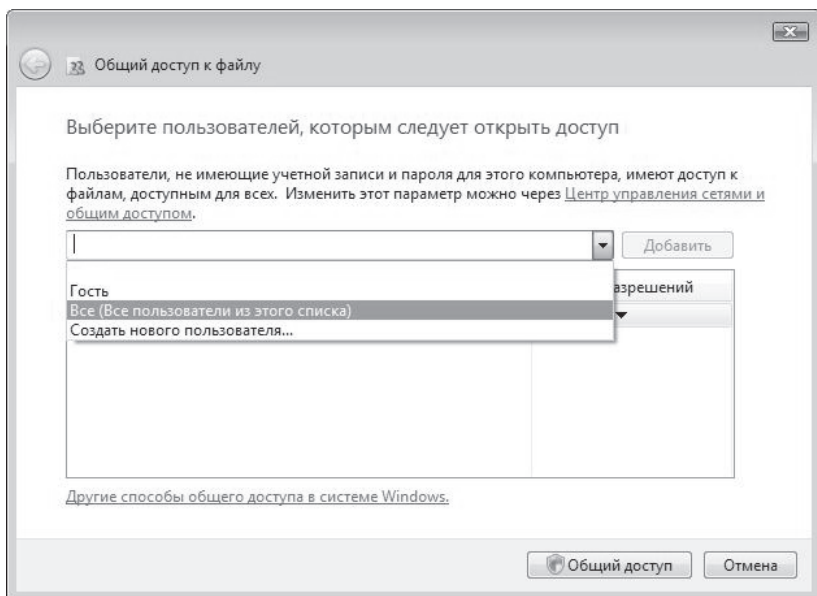 Общий доступ к файлу
Выберите пользователей, которым следует открыть доступ
Пользователи, не имеющие учетной записи и пароля для этого компьютера, имеют доступ к
файлам, доступным для всех. Изменить этот параметр можно через Центр управления сетями и
общим доступом.
Добавить
Гость
азрешений
Все (Все пользователи из этого списка)
Создать нового пользователя...
Другие способы общего доступа в системе Windows.
Общий доступ Отмена